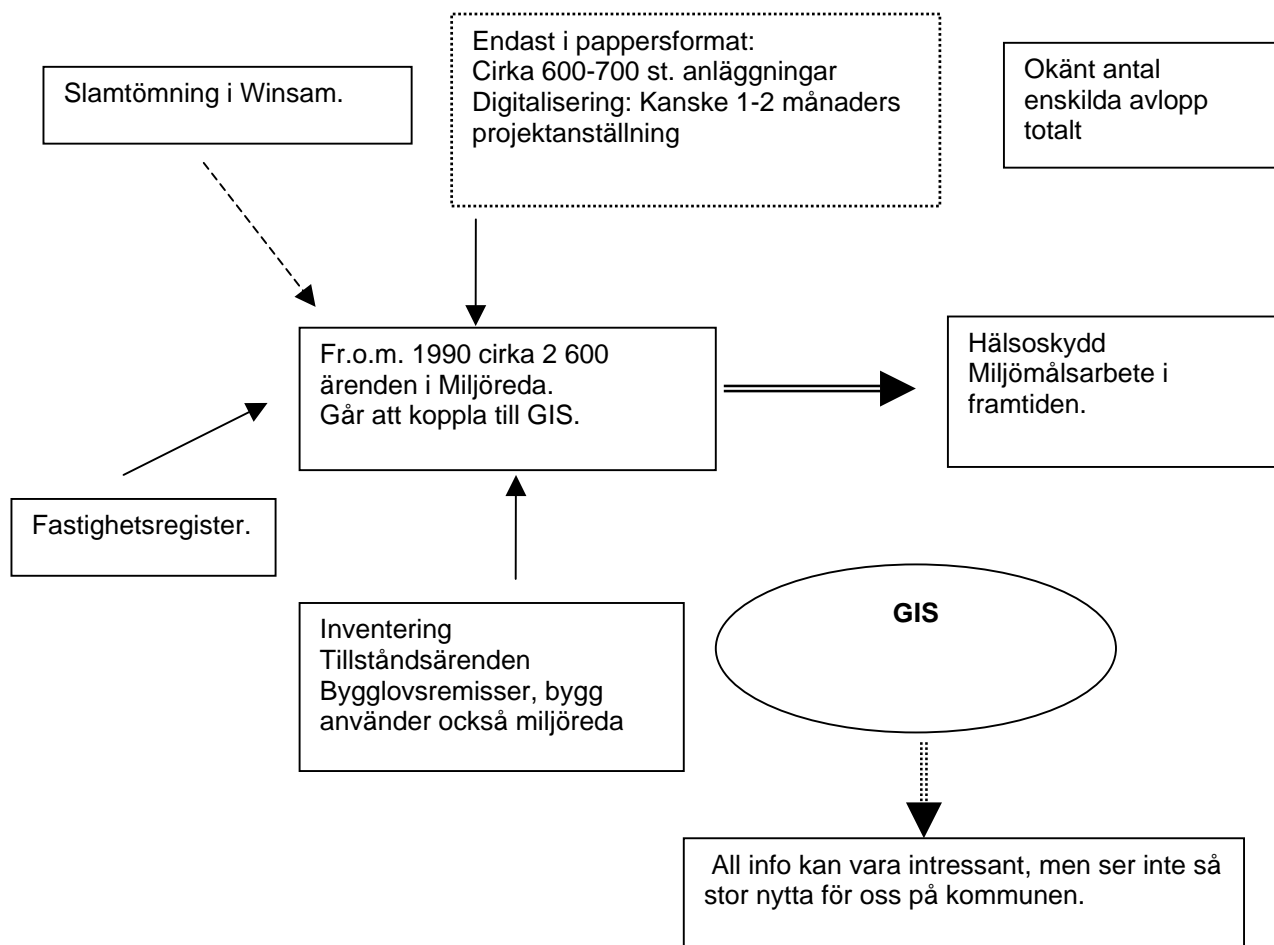 Endast i pappersformat:
Cirka 600-700 st. anläggningar
Digitalisering: Kanske 1-2 månaders
projektanställning
Okänt antal
enskilda avlopp
totalt
Slamtömning i Winsam.
Fr.o.m. 1990 cirka 2 600
ärenden i Miljöreda.
Går att koppla till GIS.
Hälsoskydd
Miljömålsarbete i
framtiden.
Fastighetsregister.
Inventering
Tillståndsärenden
Bygglovsremisser, bygg
använder också miljöreda
GIS
All info kan vara intressant, men ser inte så
stor nytta för oss på kommunen.